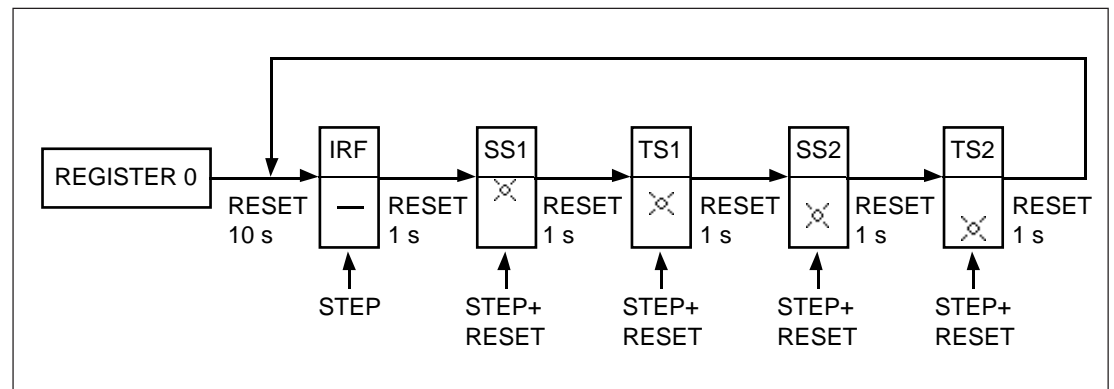 IRF
SS1
TS1
SS2
TS2
REGISTER 0
RESET
10 s
RESET
1 s
RESET
1 s
RESET
1 s
RESET
1 s
RESET
1 s
STEP
STEP+
RESET
STEP+
RESET
STEP+
RESET
STEP+
RESET